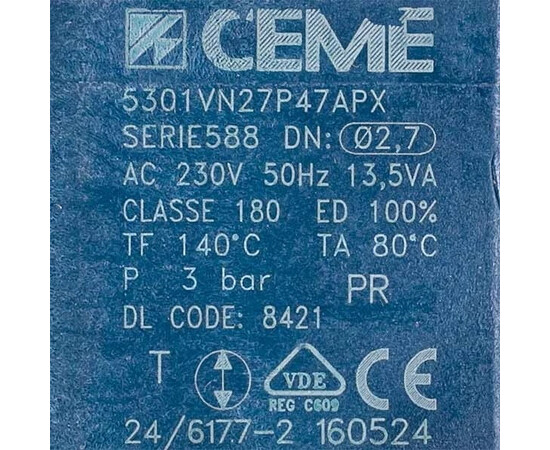 CEME
5301VN27P47APX
SERIE588 DN: Ø2,7
AC 230V 50Hz 13,5VA
CLASSE 180 ED 100%
TF 140°C TA 80°C
P 3 bar PR
DL CODE: 8421
T VDE CE
REG C609
24/6177-2 160524